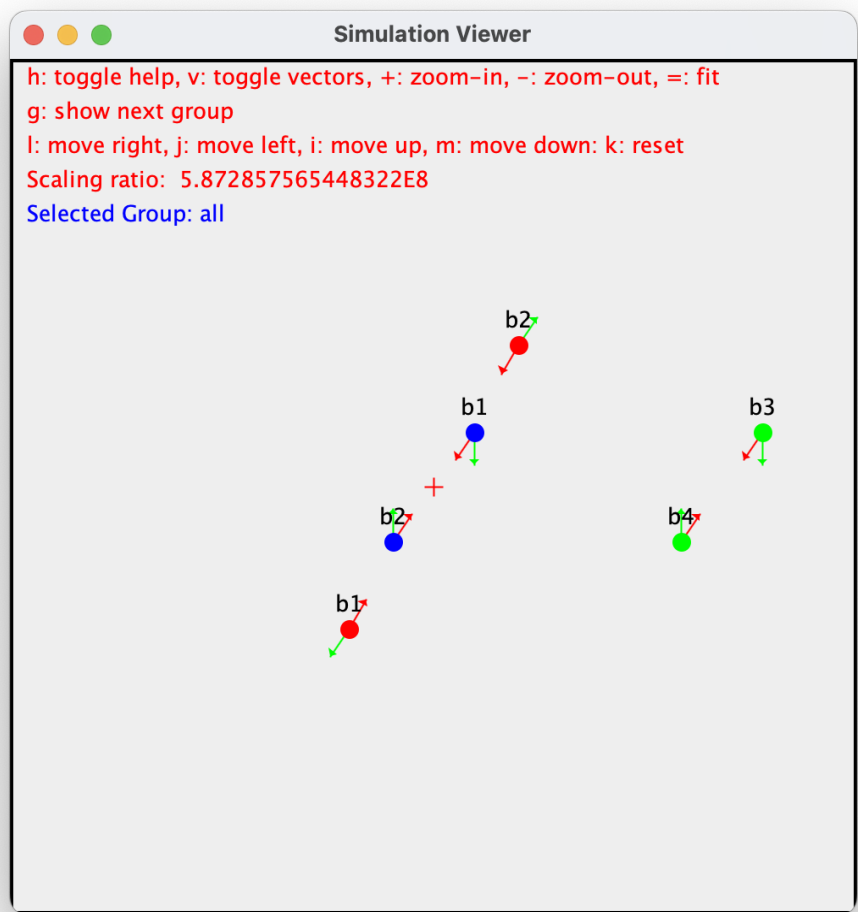 Simulation Viewer
h: toggle help, v: toggle vectors, +: zoom-in, -: zoom-out, =: fit
g: show next group
l: move right, j: move left, i: move up, m: move down: k: reset
Scaling ratio:  5.872857565448322E8
Selected Group: all
b2
b1
b3
b2
b4
b1